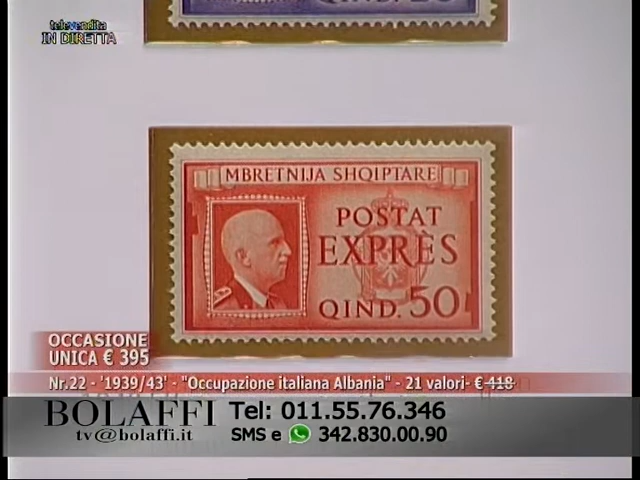 televendita
IN DIRETTA
QIND.
MBRETNIJA SHQIPTARE
POSTAT
EXPRÈS
QIND. 50
OCCASIONE
UNICA € 395
Nr.22 - '1939/43' - "Occupazione italiana Albania" - 21 valori- € 418
BOLAFFI
tv@bolaffi.it
Tel: 011.55.76.346
SMS e 342.830.00.90